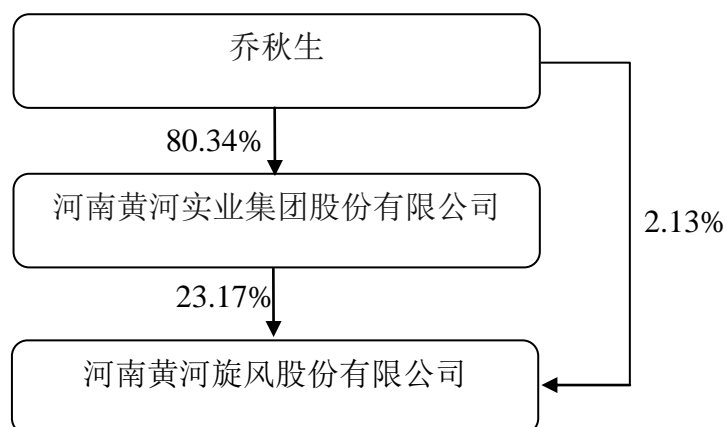 乔秋生
80.34%
河南黄河实业集团股份有限公司
2.13%
23.17%
河南黄河旋风股份有限公司